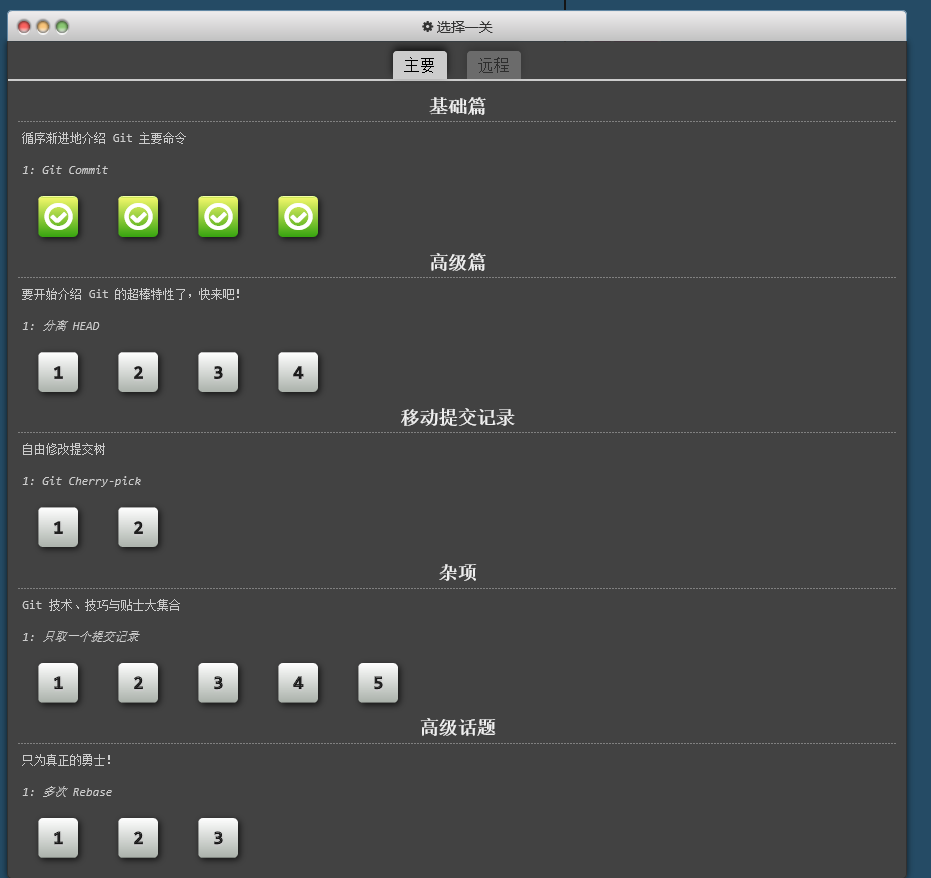 选择一关
主要 远程
基础篇
循序渐进地介绍 Git 主要命令
1: Git Commit
高级篇
要开始介绍 Git 的超棒特性了，快来吧！
1: 分离 HEAD
1 2 3 4
移动提交记录
自由修改提交树
1: Git Cherry-pick
1 2
杂项
Git 技术、技巧与贴士大集合
1: 只取一个提交记录
1 2 3 4 5
高级话题
只为真正的勇士！
1: 多次 Rebase
1 2 3